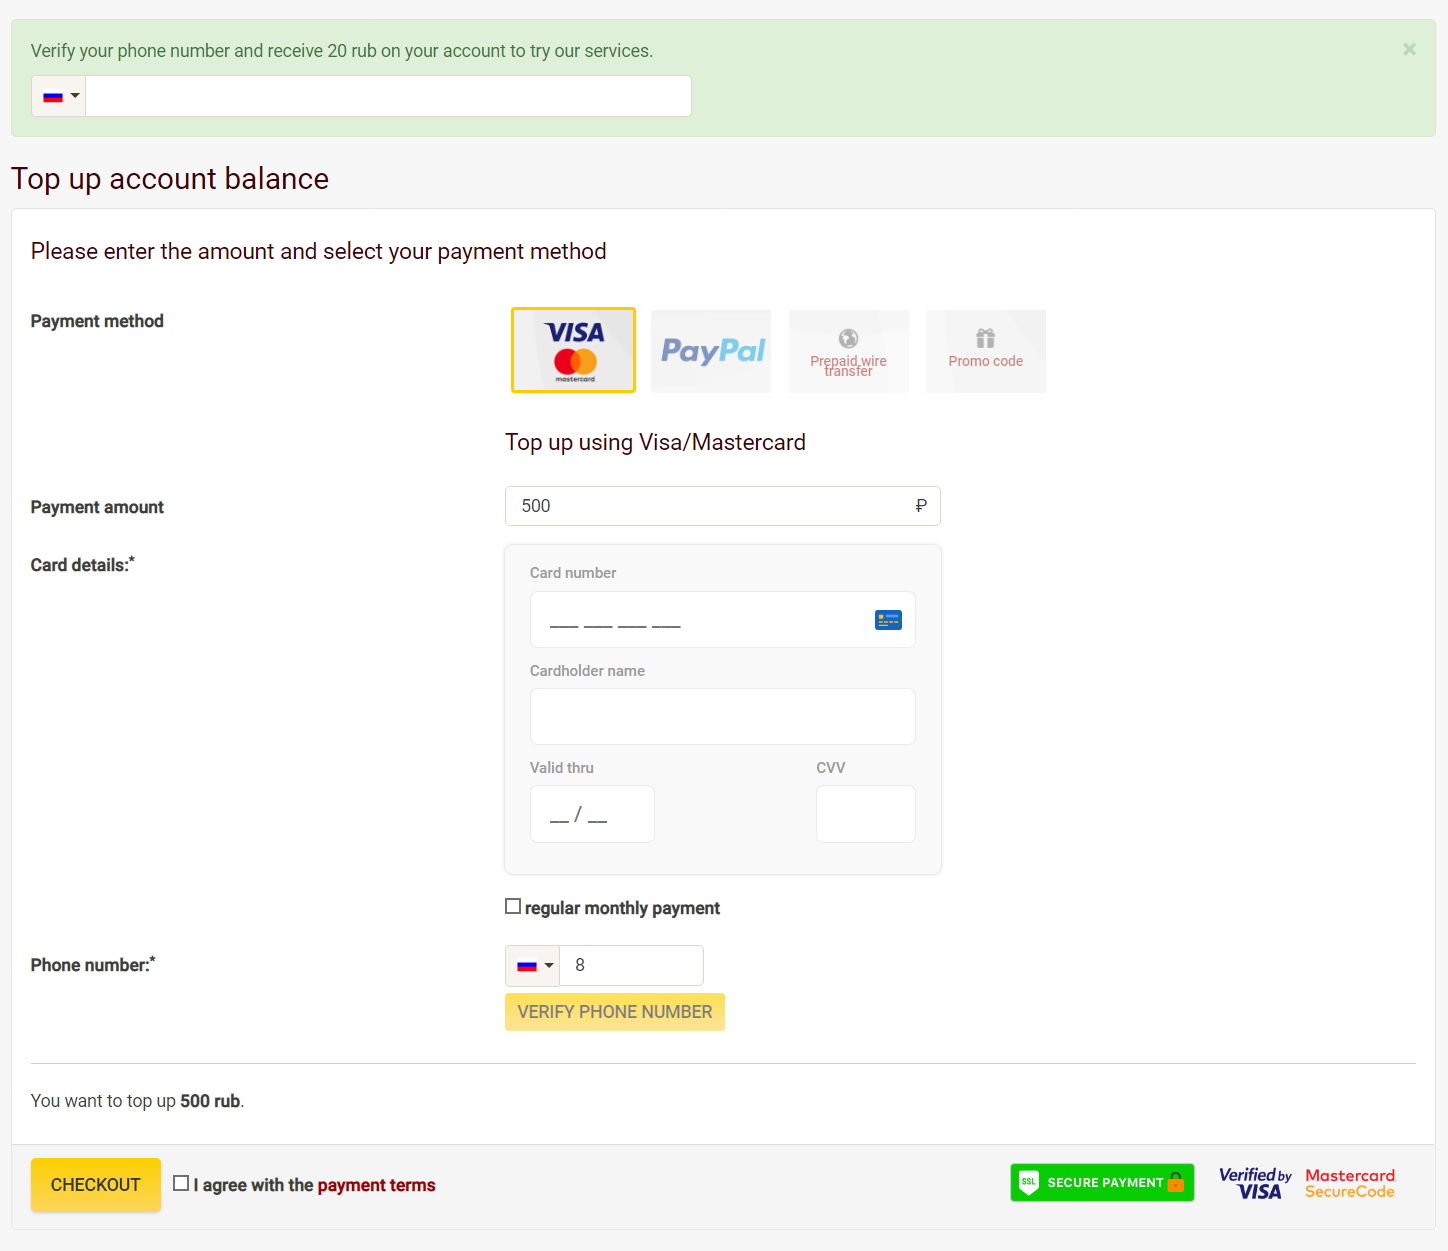 Verify your phone number and receive 20 rub on your account to try our services.
×
Top up account balance
Please enter the amount and select your payment method
Payment method
VISA
mastercard.
PayPal
Prepaid,wire
transfer
Promo code
Top up using Visa/Mastercard
Payment amount
500 ₽
Card details:*
Card number
___ ___ ___ ___
Cardholder name
Valid thru CVV
__ / __
regular monthly payment
Phone number:*
8
VERIFY PHONE NUMBER
You want to top up 500 rub.
CHECKOUT
I agree with the payment terms
SSL
SECURE PAYMENT
Verified by
VISA
Mastercard
SecureCode